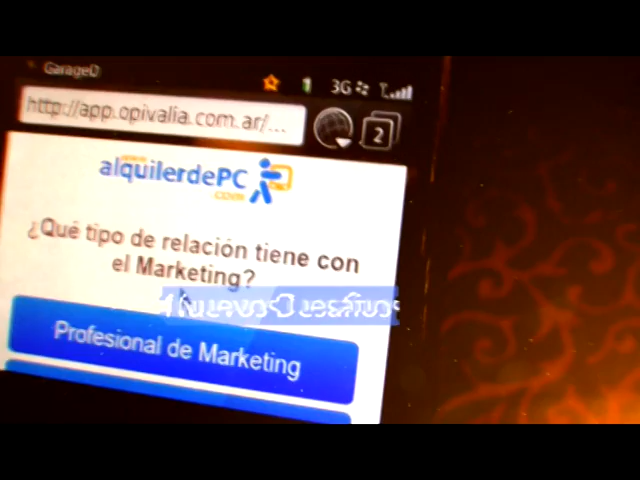 GarageD
3G
http://app.opivalia.com.ar/...
2
www
alquilerdePC
.com
¿Qué tipo de relación tiene con
el Marketing?
Profesional de Marketing